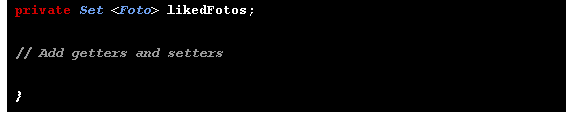 private Set <Foto> likedFotos;
// Add getters and setters
}